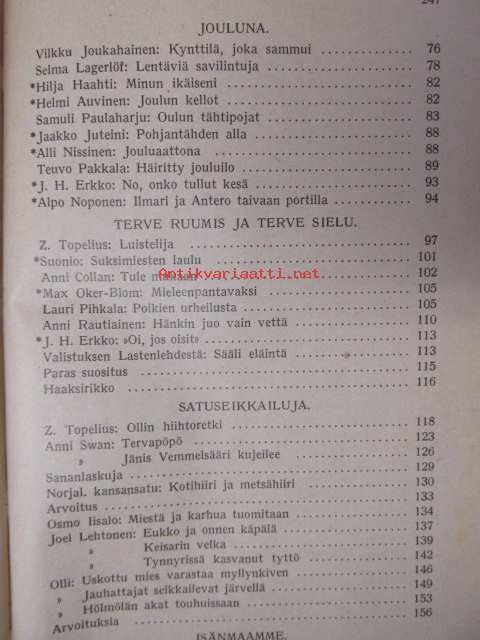 247
JOULUNA.
Vilkku Joukahainen: Kynttilä, joka sammui 76
Selma Lagerlöf: Lentäviä savilintuja 78
*Hilja Haahti: Minun ikäiseni 82
*Helmi Auvinen: Joulun kellot 82
Samuli Paulaharju: Oulun tähtipojat 83
*Jaakko Juteini: Pohjantähden alla 88
*Alli Nissinen: Jouluaattona 88
Teuvo Pakkala: Häiritty jouluilo 89
*J. H. Erkko: No, onko tullut kesä 93
*Alpo Noponen: Ilmari ja Antero taivaan portilla 94
TERVE RUUMIS JA TERVE SIELU.
Z. Topelius: Luistelija 97
*Suonio: Suksimiesten laulu 101
Anni Collan: Tule mukaan 102
Antikvariaatti.net
*Max Oker-Blom: Mieleenpantavaksi 105
Lauri Pihkala: Poikien urheilusta 105
Anni Rautiainen: Hänkin juo vain vettä 110
*J. H. Erkko: »Oi, jos oisit» 113
Valistuksen Lastenlehdestä: Sääli eläintä 113
Paras suositus 115
Haaksirikko 116
SATUSEIKKAILUJA.
Z. Topelius: Ollin hiihtoretki 118
Anni Swan: Tervapöpö 123
» Jänis Vemmelsääri kujeilee 126
Sananlaskuja 129
Norjal. kansansatu: Kotihiiri ja metsähiiri 130
Arvoitus 133
Osmo Iisalo: Miestä ja karhua tuomitaan 134
Joel Lehtonen: Eukko ja onnen käpälä 137
» Keisarin velka 139
» Tynnyrissä kasvanut tyttö 142
Olli: Uskottu mies varastaa myllynkiven 146
» Jauhattajat seikkailevat järvellä 149
» Hölmölän akat touhuissaan 153
Arvoituksia 156
ISÄNMAAMME.